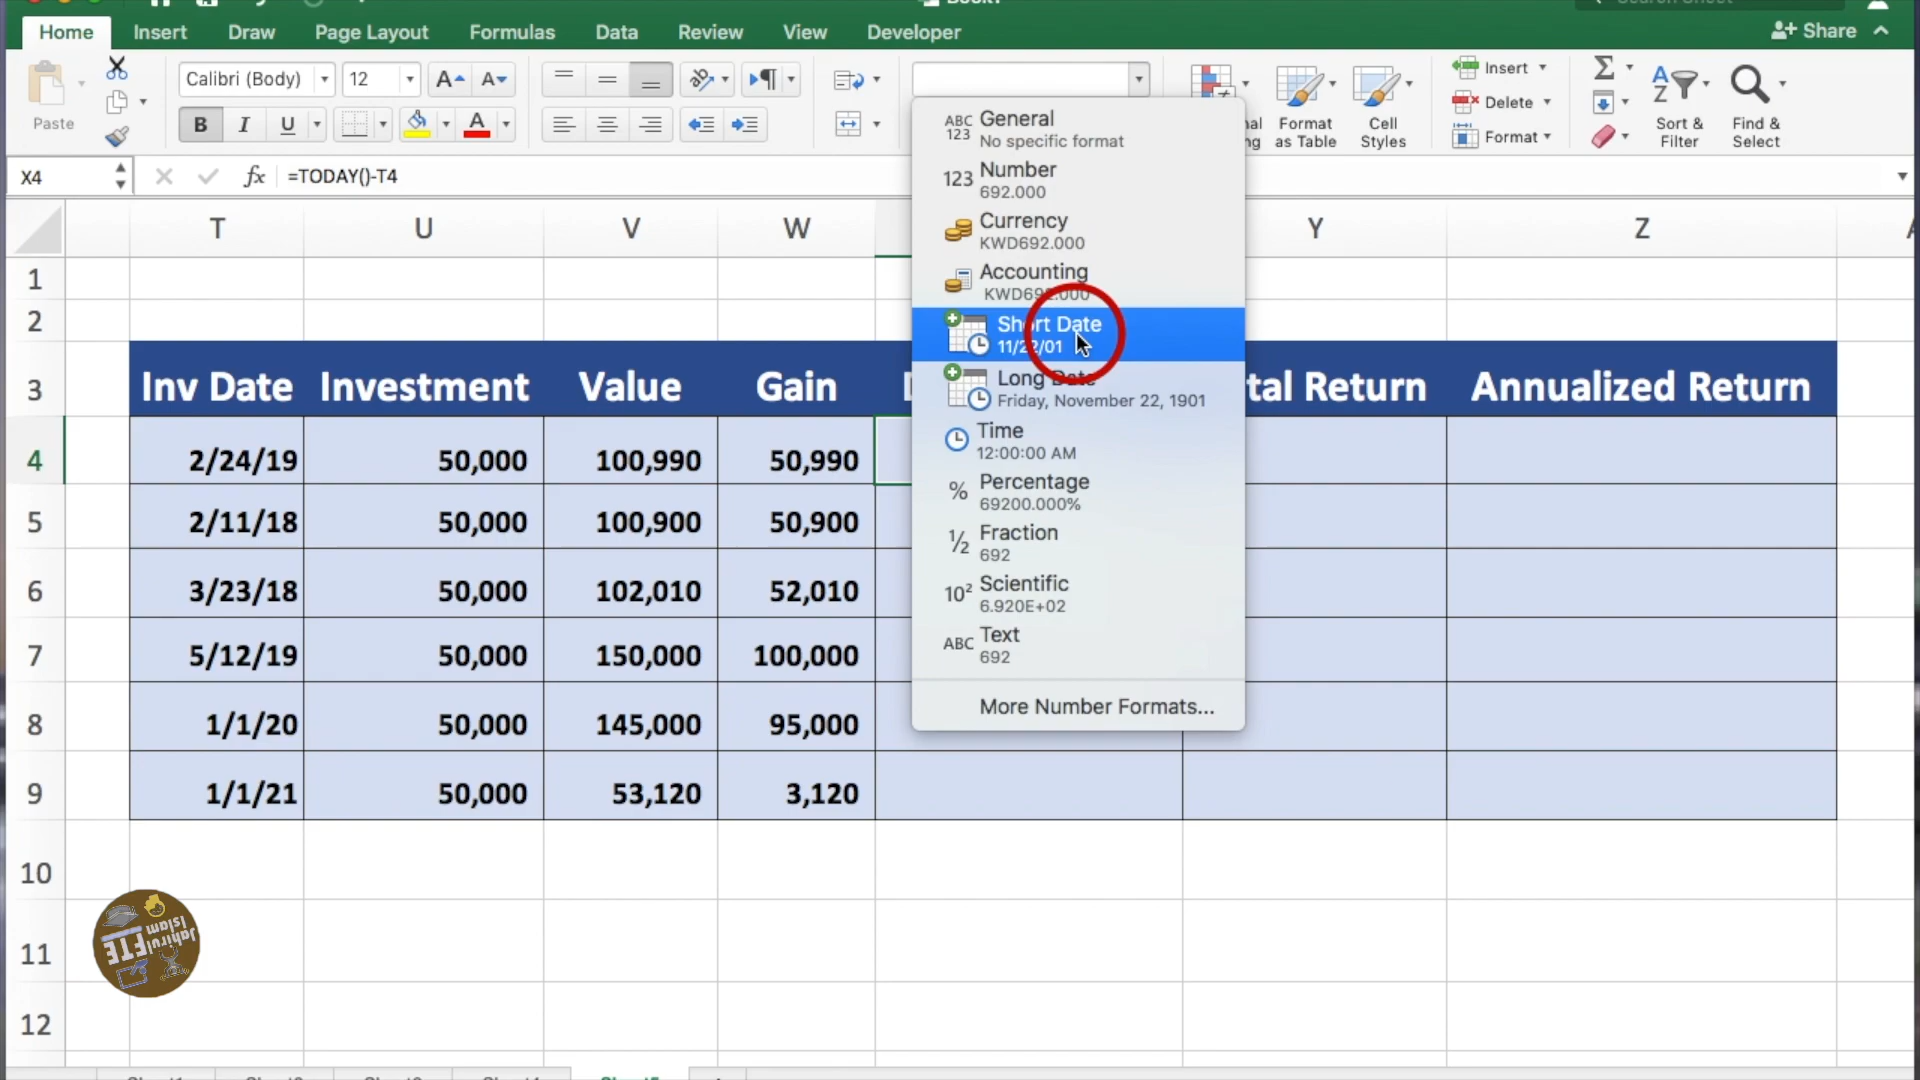 Home Insert Draw Page Layout Formulas Data Review View Developer Share
Calibri (Body) 12
Paste
Format as Table
Cell Styles
Insert
Delete
Format
Sort & Filter
Find & Select
X4 fx =TODAY()-T4
General
No specific format
Number
692.000
Currency
KWD692.000
Accounting
KWD692.000
Short Date
11/22/01
Long Date
Friday, November 22, 1901
Time
12:00:00 AM
Percentage
69200.000%
Fraction
692
Scientific
6.920E+02
Text
692
More Number Formats...
T U V W Y Z
1
2
3 Inv Date Investment Value Gain tal Return Annualized Return
4 2/24/19 50,000 100,990 50,990
5 2/11/18 50,000 100,900 50,900
6 3/23/18 50,000 102,010 52,010
7 5/12/19 50,000 150,000 100,000
8 1/1/20 50,000 145,000 95,000
9 1/1/21 50,000 53,120 3,120
10
11
12
Jahirul Islam
FTE